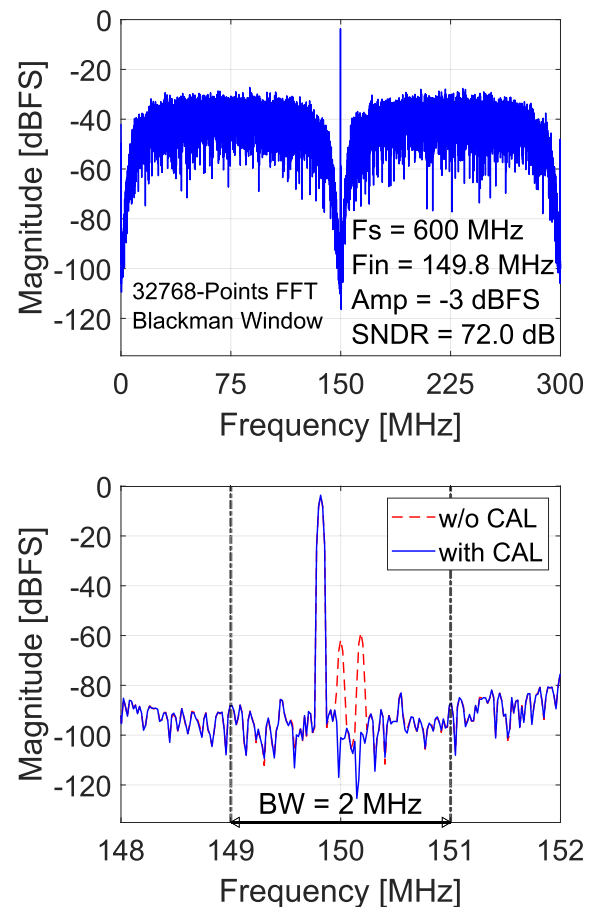 0
-20
-40
-60
-80
-100
-120
Magnitude [dBFS]
Fs = 600 MHz
Fin = 149.8 MHz
Amp = -3 dBFS
SNDR = 72.0 dB
32768-Points FFT
Blackman Window
0 75 150 225 300
Frequency [MHz]
0
-20
-40
-60
-80
-100
-120
Magnitude [dBFS]
w/o CAL
with CAL
BW = 2 MHz
148 149 150 151 152
Frequency [MHz]